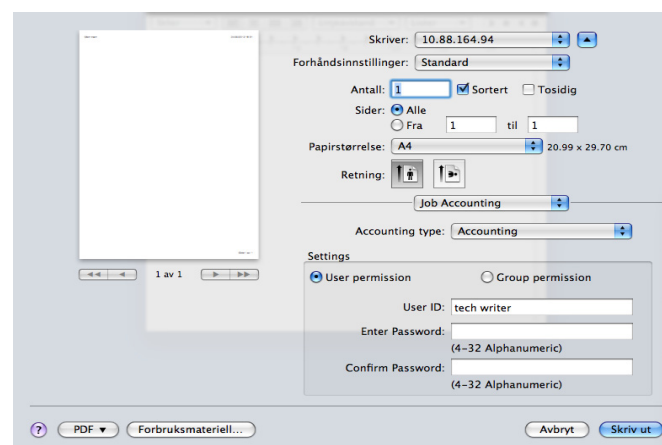 Skriver: 10.88.164.94
Forhåndsinnstillinger: Standard
Antall: 1 Sortert Tosidig
Sider: Alle
Fra 1 til 1
Papirstørrelse: A4 20.99 x 29.70 cm
Retning:
Job Accounting
Accounting type: Accounting
Settings
1 av 1
User permission Group permission
User ID: tech writer
Enter Password:
(4-32 Alphanumeric)
Confirm Password:
(4-32 Alphanumeric)
? PDF ▼ Forbruksmateriell... Avbryt Skriv ut